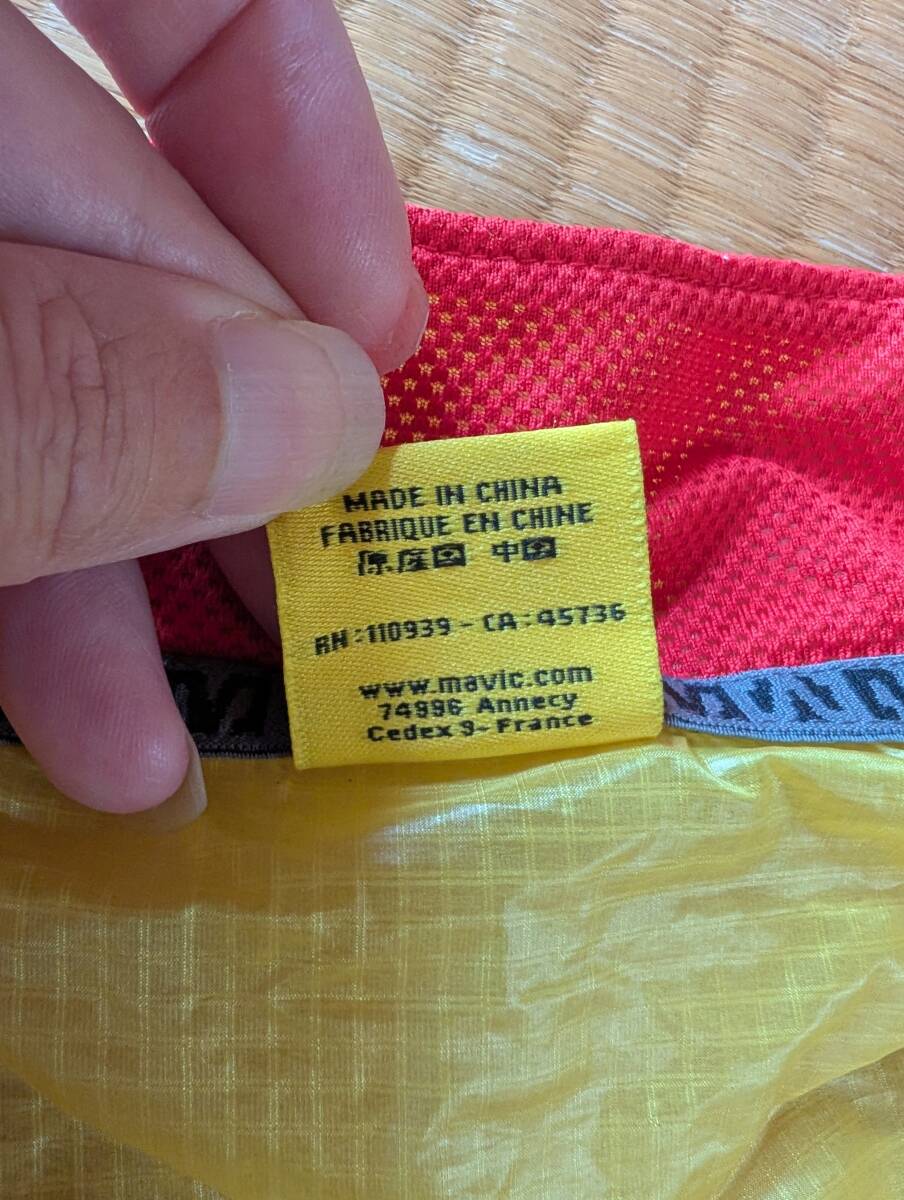 MADE IN CHINA
FABRIQUE EN CHINE
原产国 中国
RN:110939 - CA:45736
www.mavic.com
74996 Annecy
Cedex 9- France